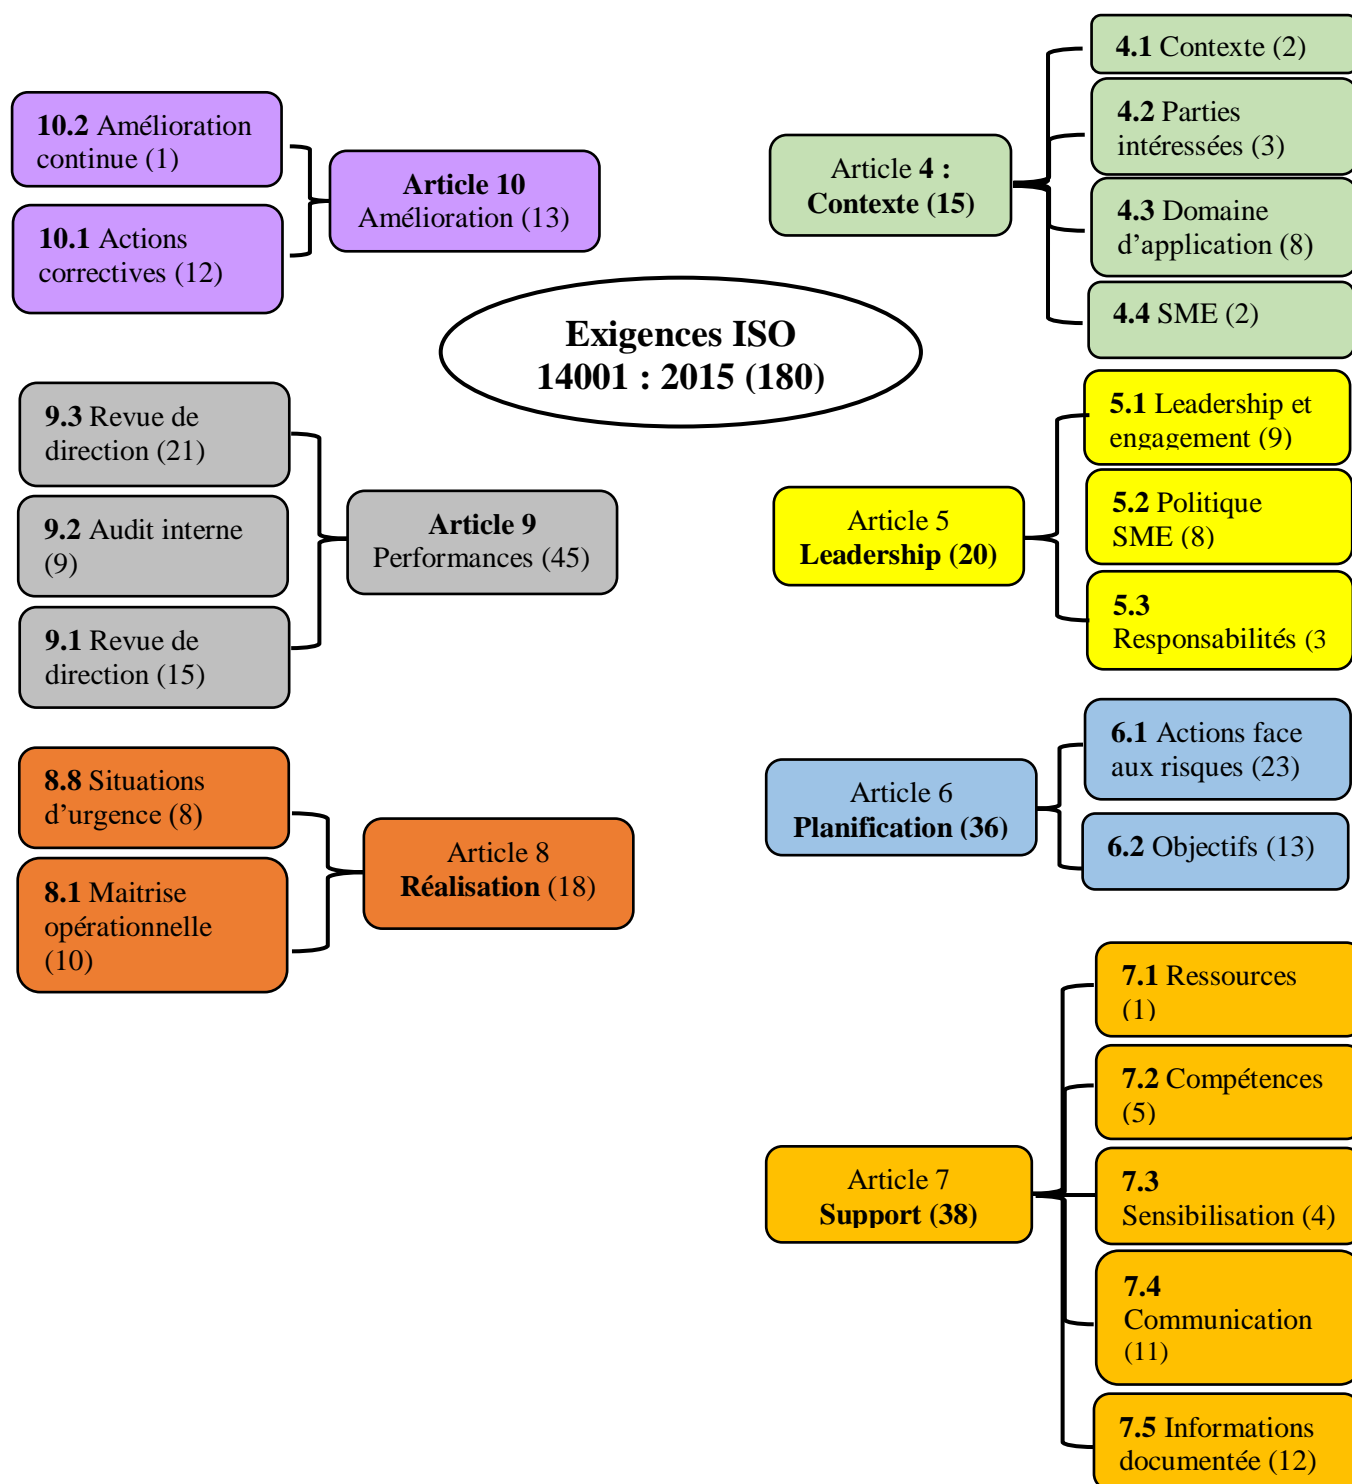 Exigences ISO
14001 : 2015 (180)
Article 4 :
Contexte (15)
4.1 Contexte (2)
4.2 Parties
intéressées (3)
4.3 Domaine
d’application (8)
4.4 SME (2)
Article 5
Leadership (20)
5.1 Leadership et
engagement (9)
5.2 Politique
SME (8)
5.3
Responsabilités (3
Article 6
Planification (36)
6.1 Actions face
aux risques (23)
6.2 Objectifs (13)
Article 7
Support (38)
7.1 Ressources
(1)
7.2 Compétences
(5)
7.3
Sensibilisation (4)
7.4
Communication
(11)
7.5 Informations
documentée (12)
Article 8
Réalisation (18)
8.8 Situations
d’urgence (8)
8.1 Maitrise
opérationnelle
(10)
Article 9
Performances (45)
9.3 Revue de
direction (21)
9.2 Audit interne
(9)
9.1 Revue de
direction (15)
Article 10
Amélioration (13)
10.2 Amélioration
continue (1)
10.1 Actions
correctives (12)